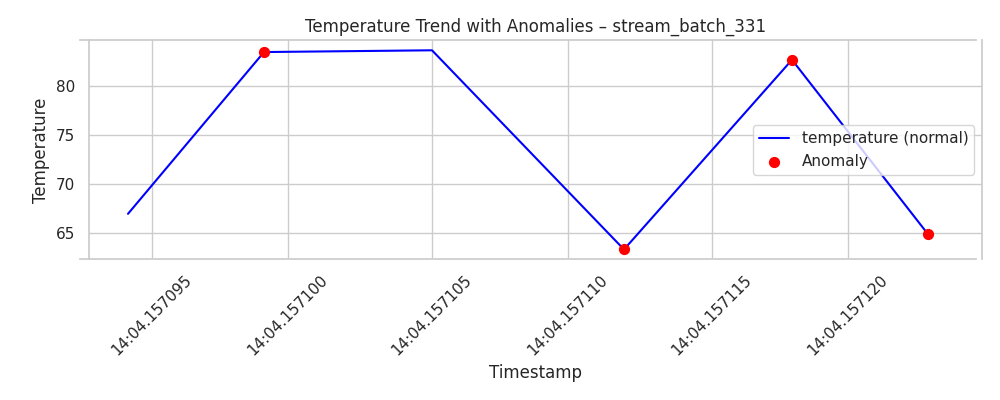 Temperature Trend with Anomalies – stream_batch_331
Temperature
80
75
70
65
temperature (normal)
Anomaly
14:04.157095
14:04.157100
14:04.157105
14:04.157110
14:04.157115
14:04.157120
Timestamp